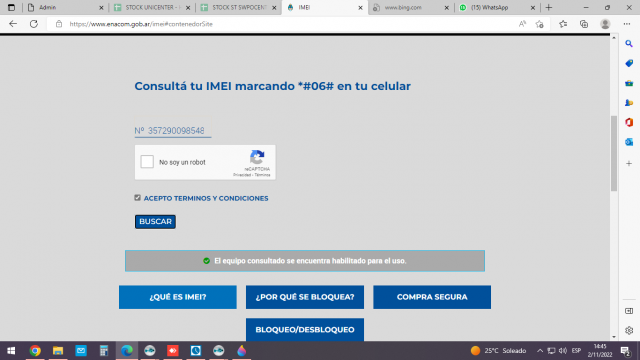 Admin
STOCK UNICENTER -
STOCK ST SWPOCENT
IMEI
www.bing.com
(15) WhatsApp
https://www.enacom.gob.ar/imei#contenedorSite
Consultá tu IMEI marcando *#06# en tu celular
Nº 357290098548
No soy un robot
reCAPTCHA
Privacidad - Términos
ACEPTO TERMINOS Y CONDICIONES
BUSCAR
El equipo consultado se encuentra habilitado para el uso.
¿QUÉ ES IMEI?
¿POR QUÉ SE BLOQUEA?
COMPRA SEGURA
BLOQUEO/DESBLOQUEO
25°C Soleado
ESP
14:45
2/11/2022